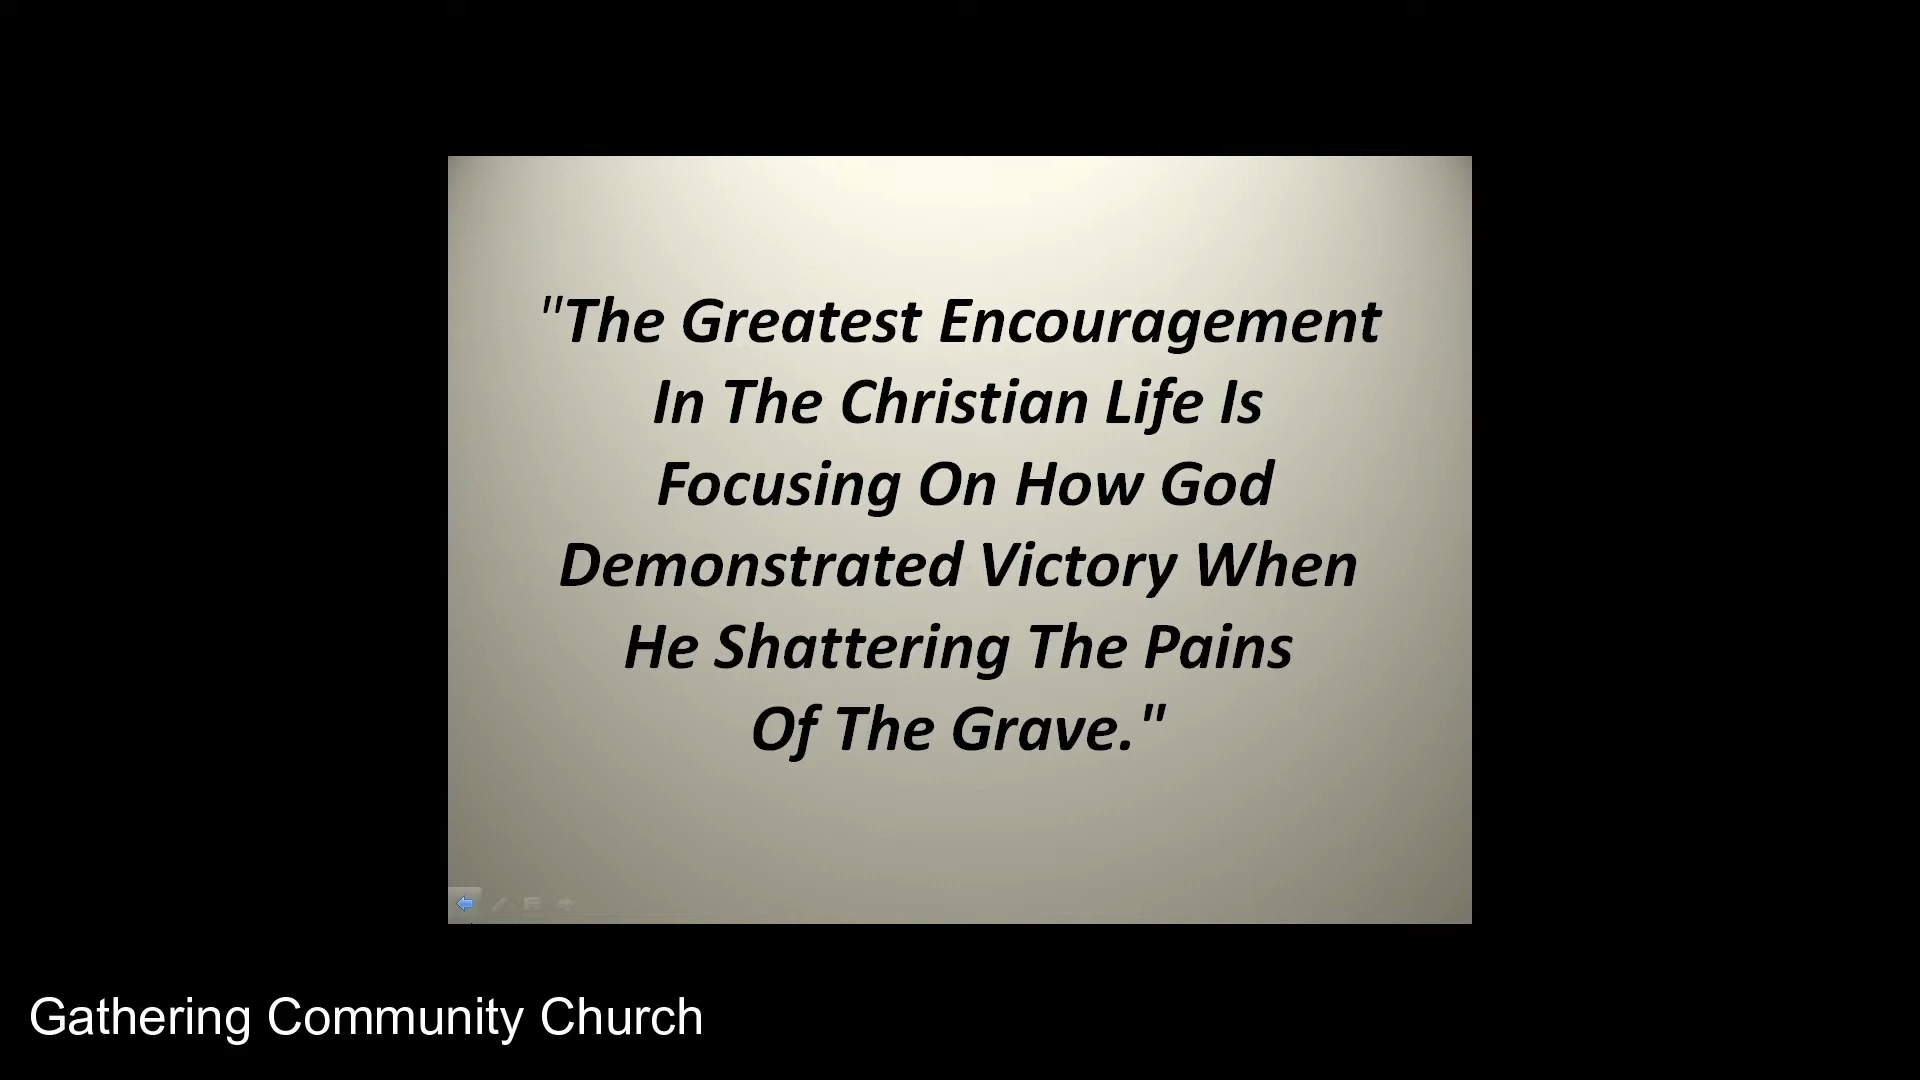 "The Greatest Encouragement
In The Christian Life Is
Focusing On How God
Demonstrated Victory When
He Shattering The Pains
Of The Grave."
Gathering Community Church